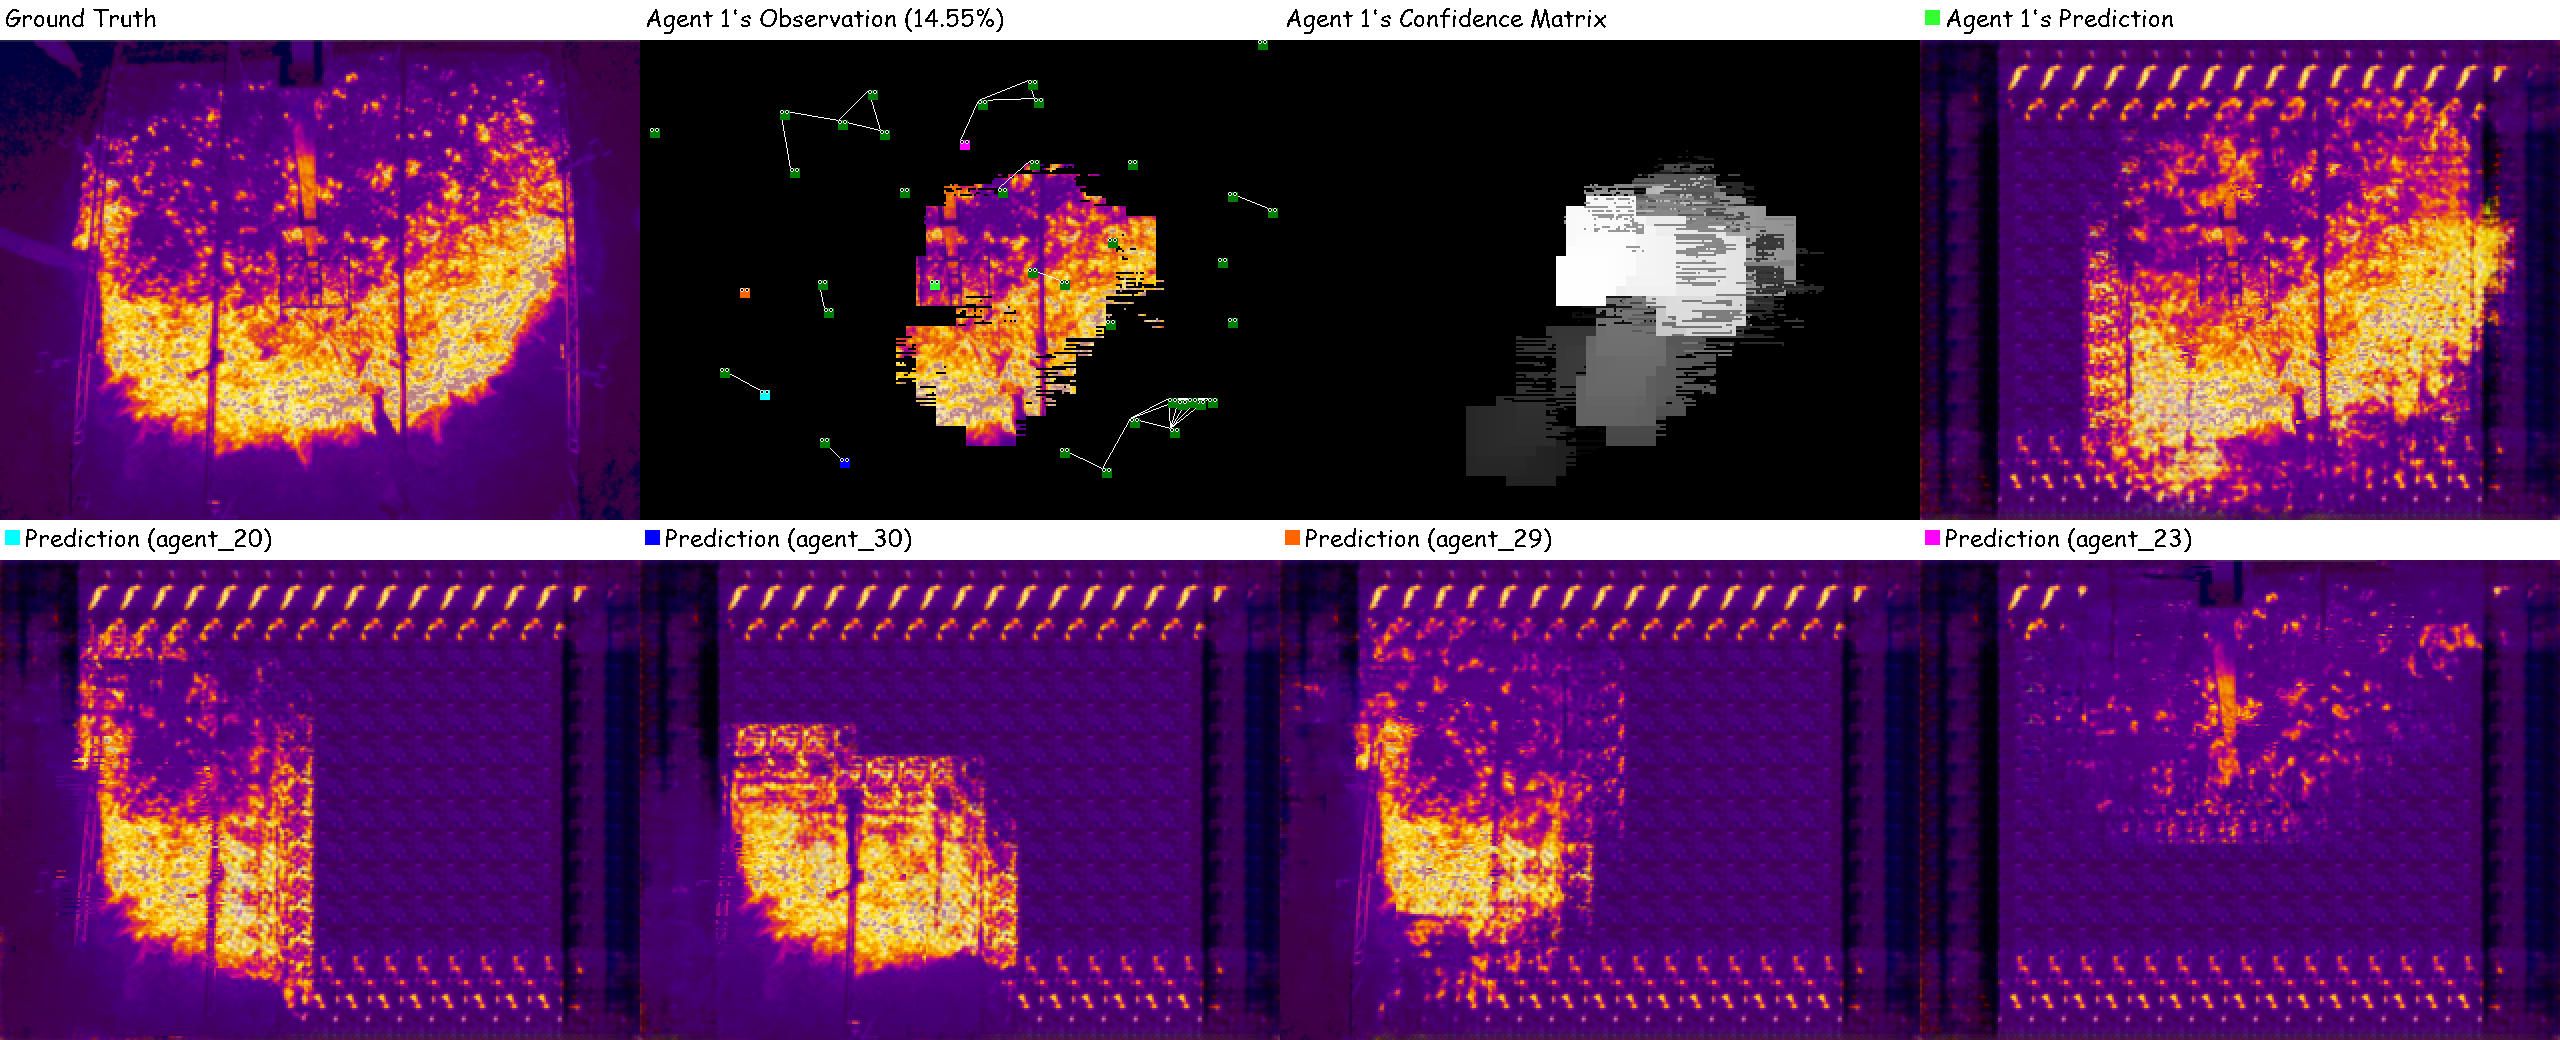 Ground Truth
Agent 1's Observation (14.55%)
Agent 1's Confidence Matrix
Agent 1's Prediction
Prediction (agent_20)
Prediction (agent_30)
Prediction (agent_29)
Prediction (agent_23)